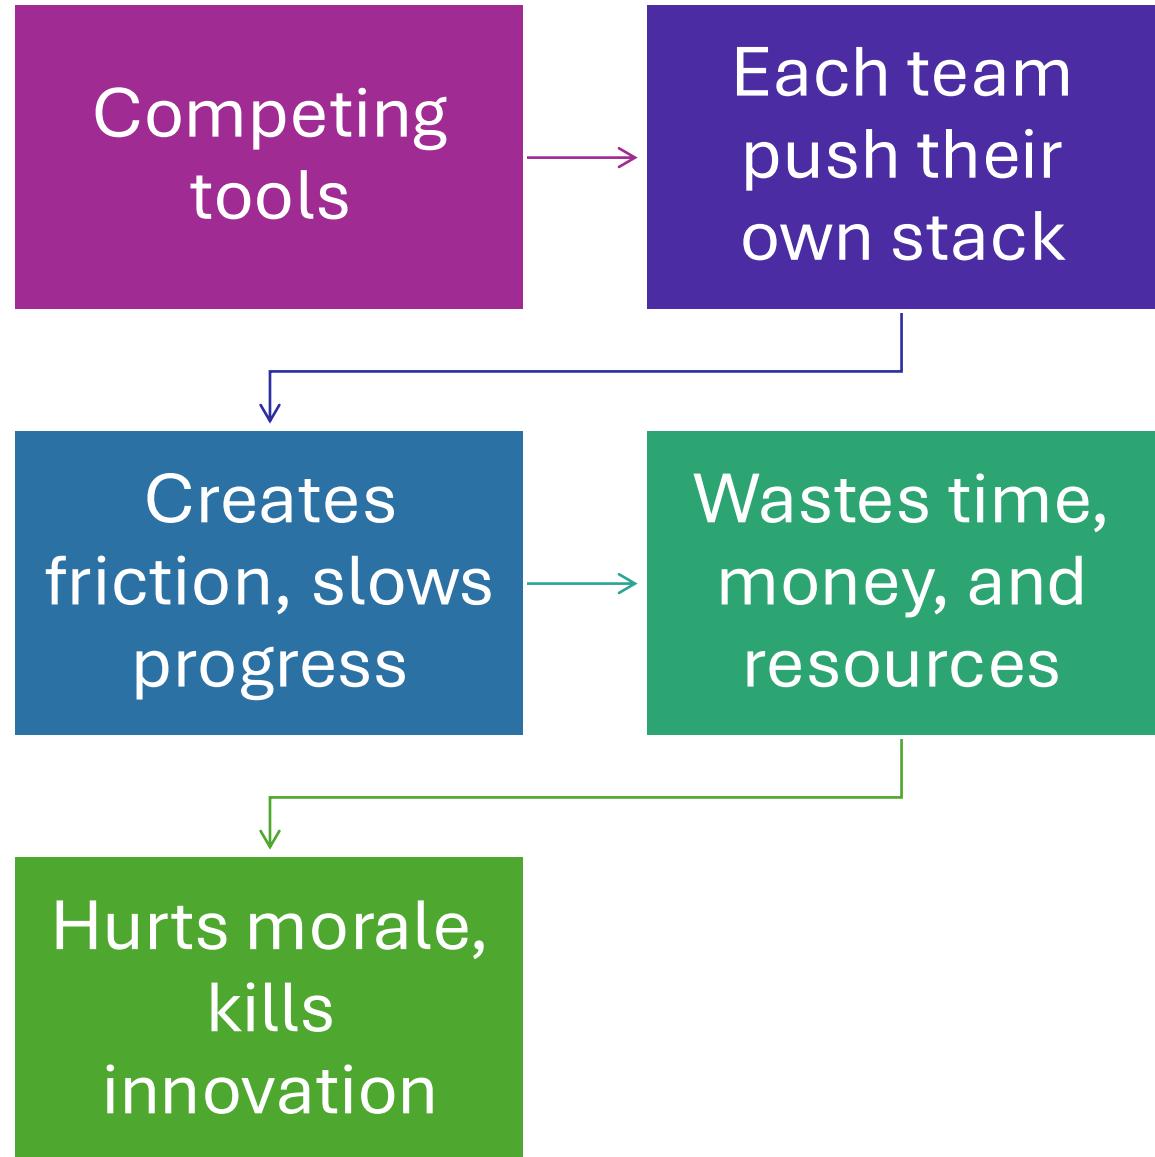 Competing
tools
Each team
push their
own stack
Creates
friction, slows
progress
Wastes time,
money, and
resources
Hurts morale,
kills
innovation